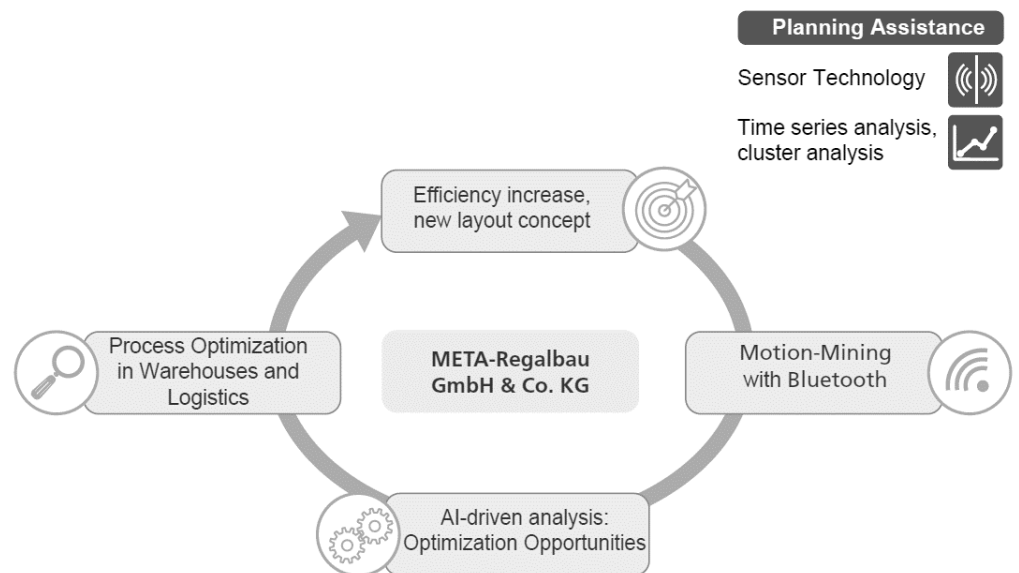 Planning Assistance
Sensor Technology
Time series analysis,
cluster analysis
Efficiency increase,
new layout concept
Process Optimization
in Warehouses and
Logistics
META-Regalbau
GmbH & Co. KG
Motion-Mining
with Bluetooth
AI-driven analysis:
Optimization Opportunities